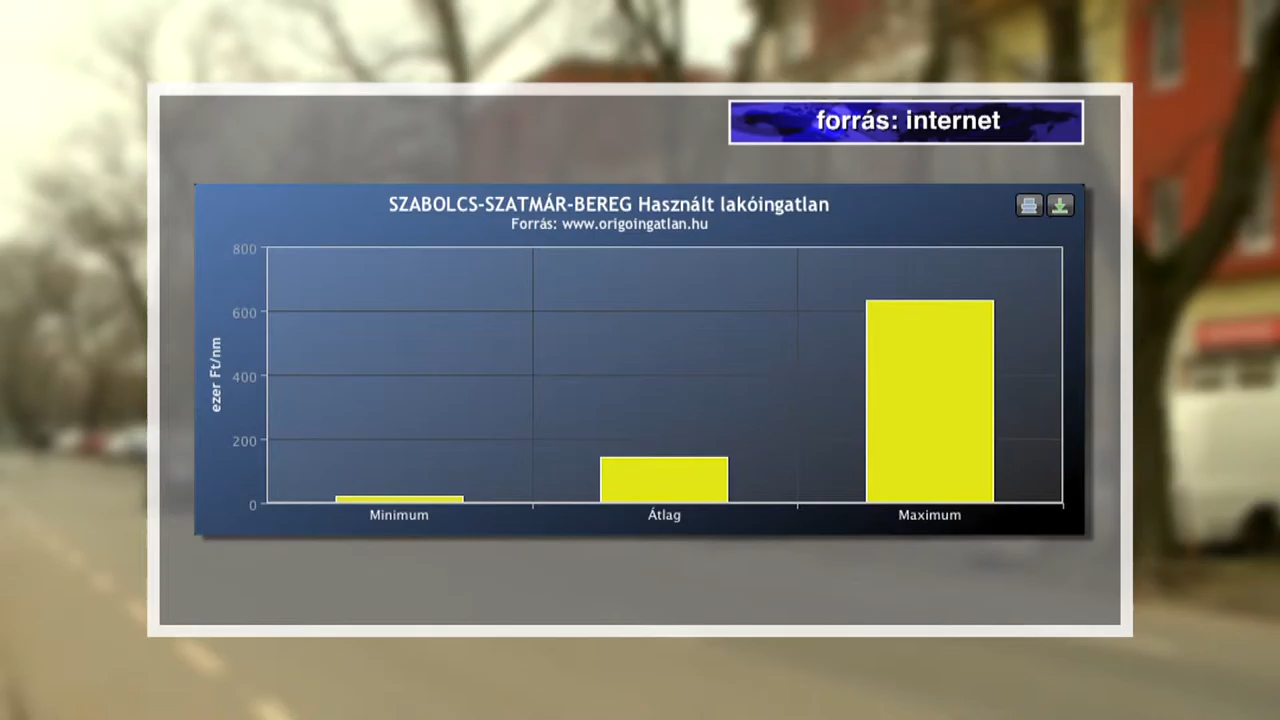 forrás: internet
SZABOLCS-SZATMÁR-BEREG Használt lakóingatlan
Forrás: www.origoingatlan.hu
800
600
400
200
0
ezer Ft/nm
Minimum
Átlag
Maximum